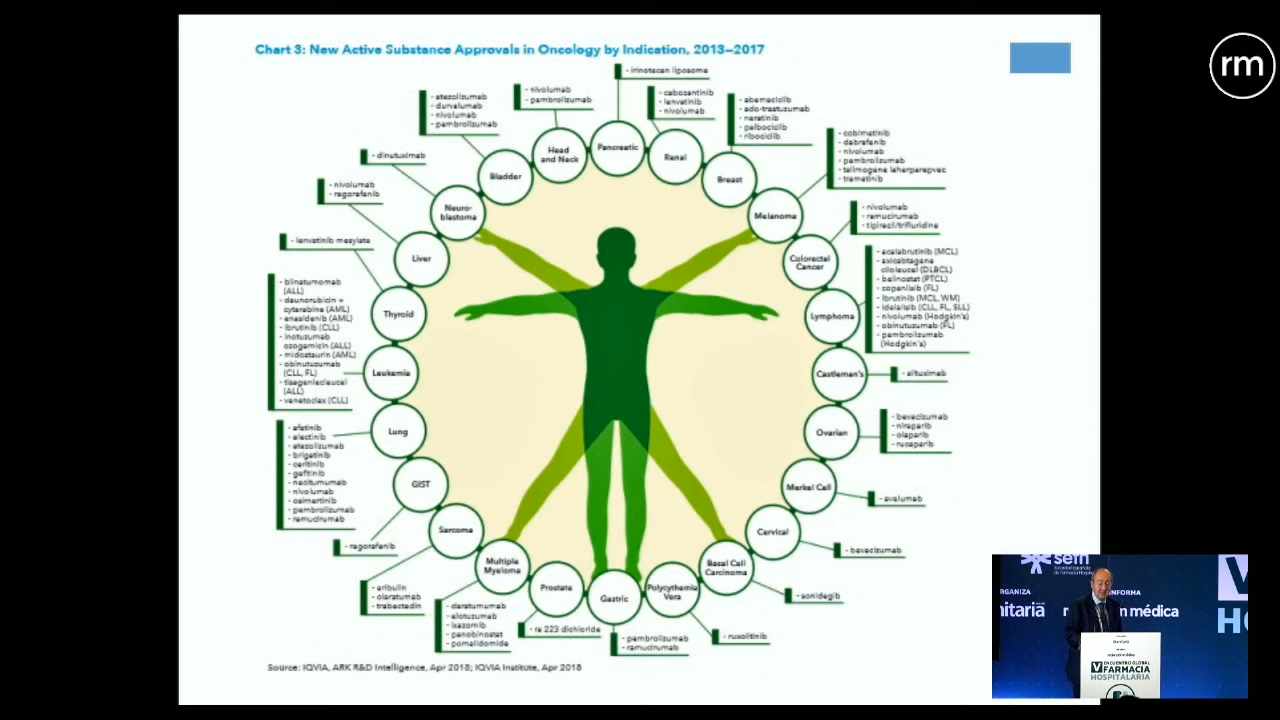 Chart 3: New Active Substance Approvals in Oncology by Indication, 2013–2017
rm
- irinotecan liposome
Pancreatic
- cabozantinib
- lenvatinib
- nivolumab
Renal
- abemaciclib
- ado-trastuzumab
- neratinib
- palbociclib
- ribociclib
Breast
- cobimetinib
- dabrafenib
- nivolumab
- pembrolizumab
- talimogene laherparepvec
- trametinib
Melanoma
- nivolumab
- ramucirumab
- tipiracil/trifluridine
Colorectal
Cancer
- acalabrutinib (MCL)
- axicabtagene
ciloleucel (DLBCL)
- belinostat (PTCL)
- copanlisib (FL)
- ibrutinib (MCL, WM)
- idelalisib (CLL, FL, SLL)
- nivolumab (Hodgkin's)
- obinutuzumab (FL)
- pembrolizumab
(Hodgkin's)
Lymphoma
Castleman's
- siltuximab
- bevacizumab
- niraparib
- olaparib
- rucaparib
Ovarian
Merkel Cell
- avelumab
Cervical
- bevacizumab
Basal Cell
Carcinoma
- sonidegib
Polycythemia
Vera
- ruxolitinib
Gastric
- pembrolizumab
- ramucirumab
Prostate
- ra 223 dichloride
Multiple
Myeloma
- daratumumab
- elotuzumab
- ixazomib
- panobinostat
- pomalidomide
Sarcoma
- eribulin
- olaratumab
- trabectedin
GIST
- regorafenib
Lung
- afatinib
- alectinib
- atezolizumab
- brigatinib
- ceritinib
- gefitinib
- necitumumab
- nivolumab
- osimertinib
- pembrolizumab
- ramucirumab
Leukemia
- blinatumomab
(ALL)
- daunorubicin +
cytarabine (AML)
- enasidenib (AML)
- ibrutinib (CLL)
- inotuzumab
ozogamicin (ALL)
- midostaurin (AML)
- obinutuzumab
(CLL, FL)
- tisagenlecleucel
(ALL)
- venetoclax (CLL)
Thyroid
- lenvatinib mesylate
Liver
- nivolumab
- regorafenib
Neuro-
blastoma
- dinutuximab
Bladder
- atezolizumab
- durvalumab
- nivolumab
- pembrolizumab
Head
and Neck
- nivolumab
- pembrolizumab
Source: IQVIA, ARK R&D Intelligence, Apr 2018; IQVIA Institute, Apr 2018
ORGANIZA
nitaria
INFORMA
médica
V ENCUENTRO GLOBAL
FARMACIA
HOSPITALARIA